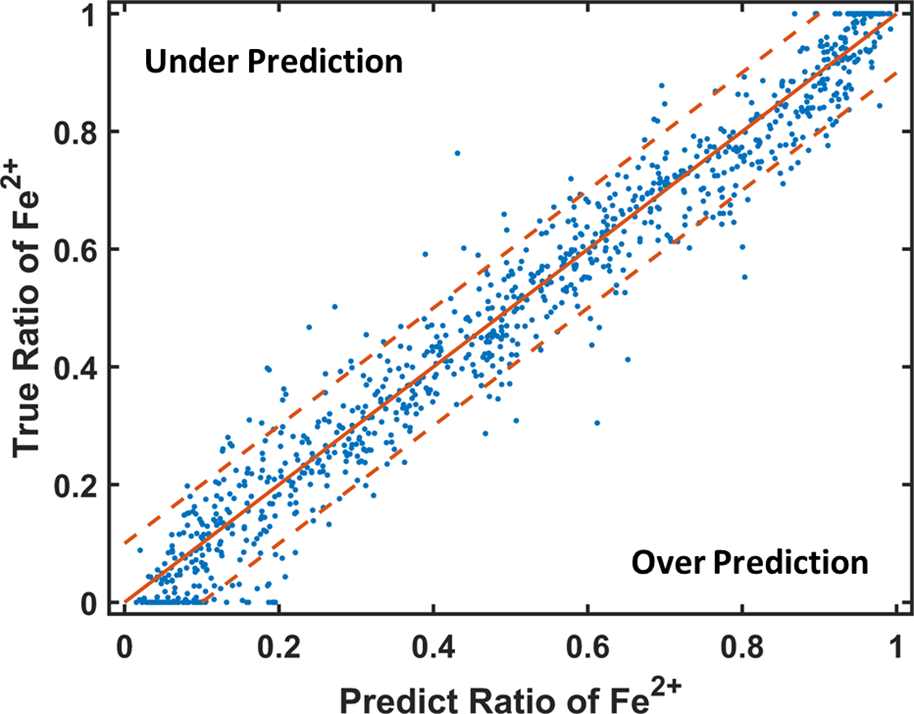 Under Prediction
Over Prediction
True Ratio of Fe2+
1
0.8
0.6
0.4
0.2
0
0 0.2 0.4 0.6 0.8 1
Predict Ratio of Fe2+